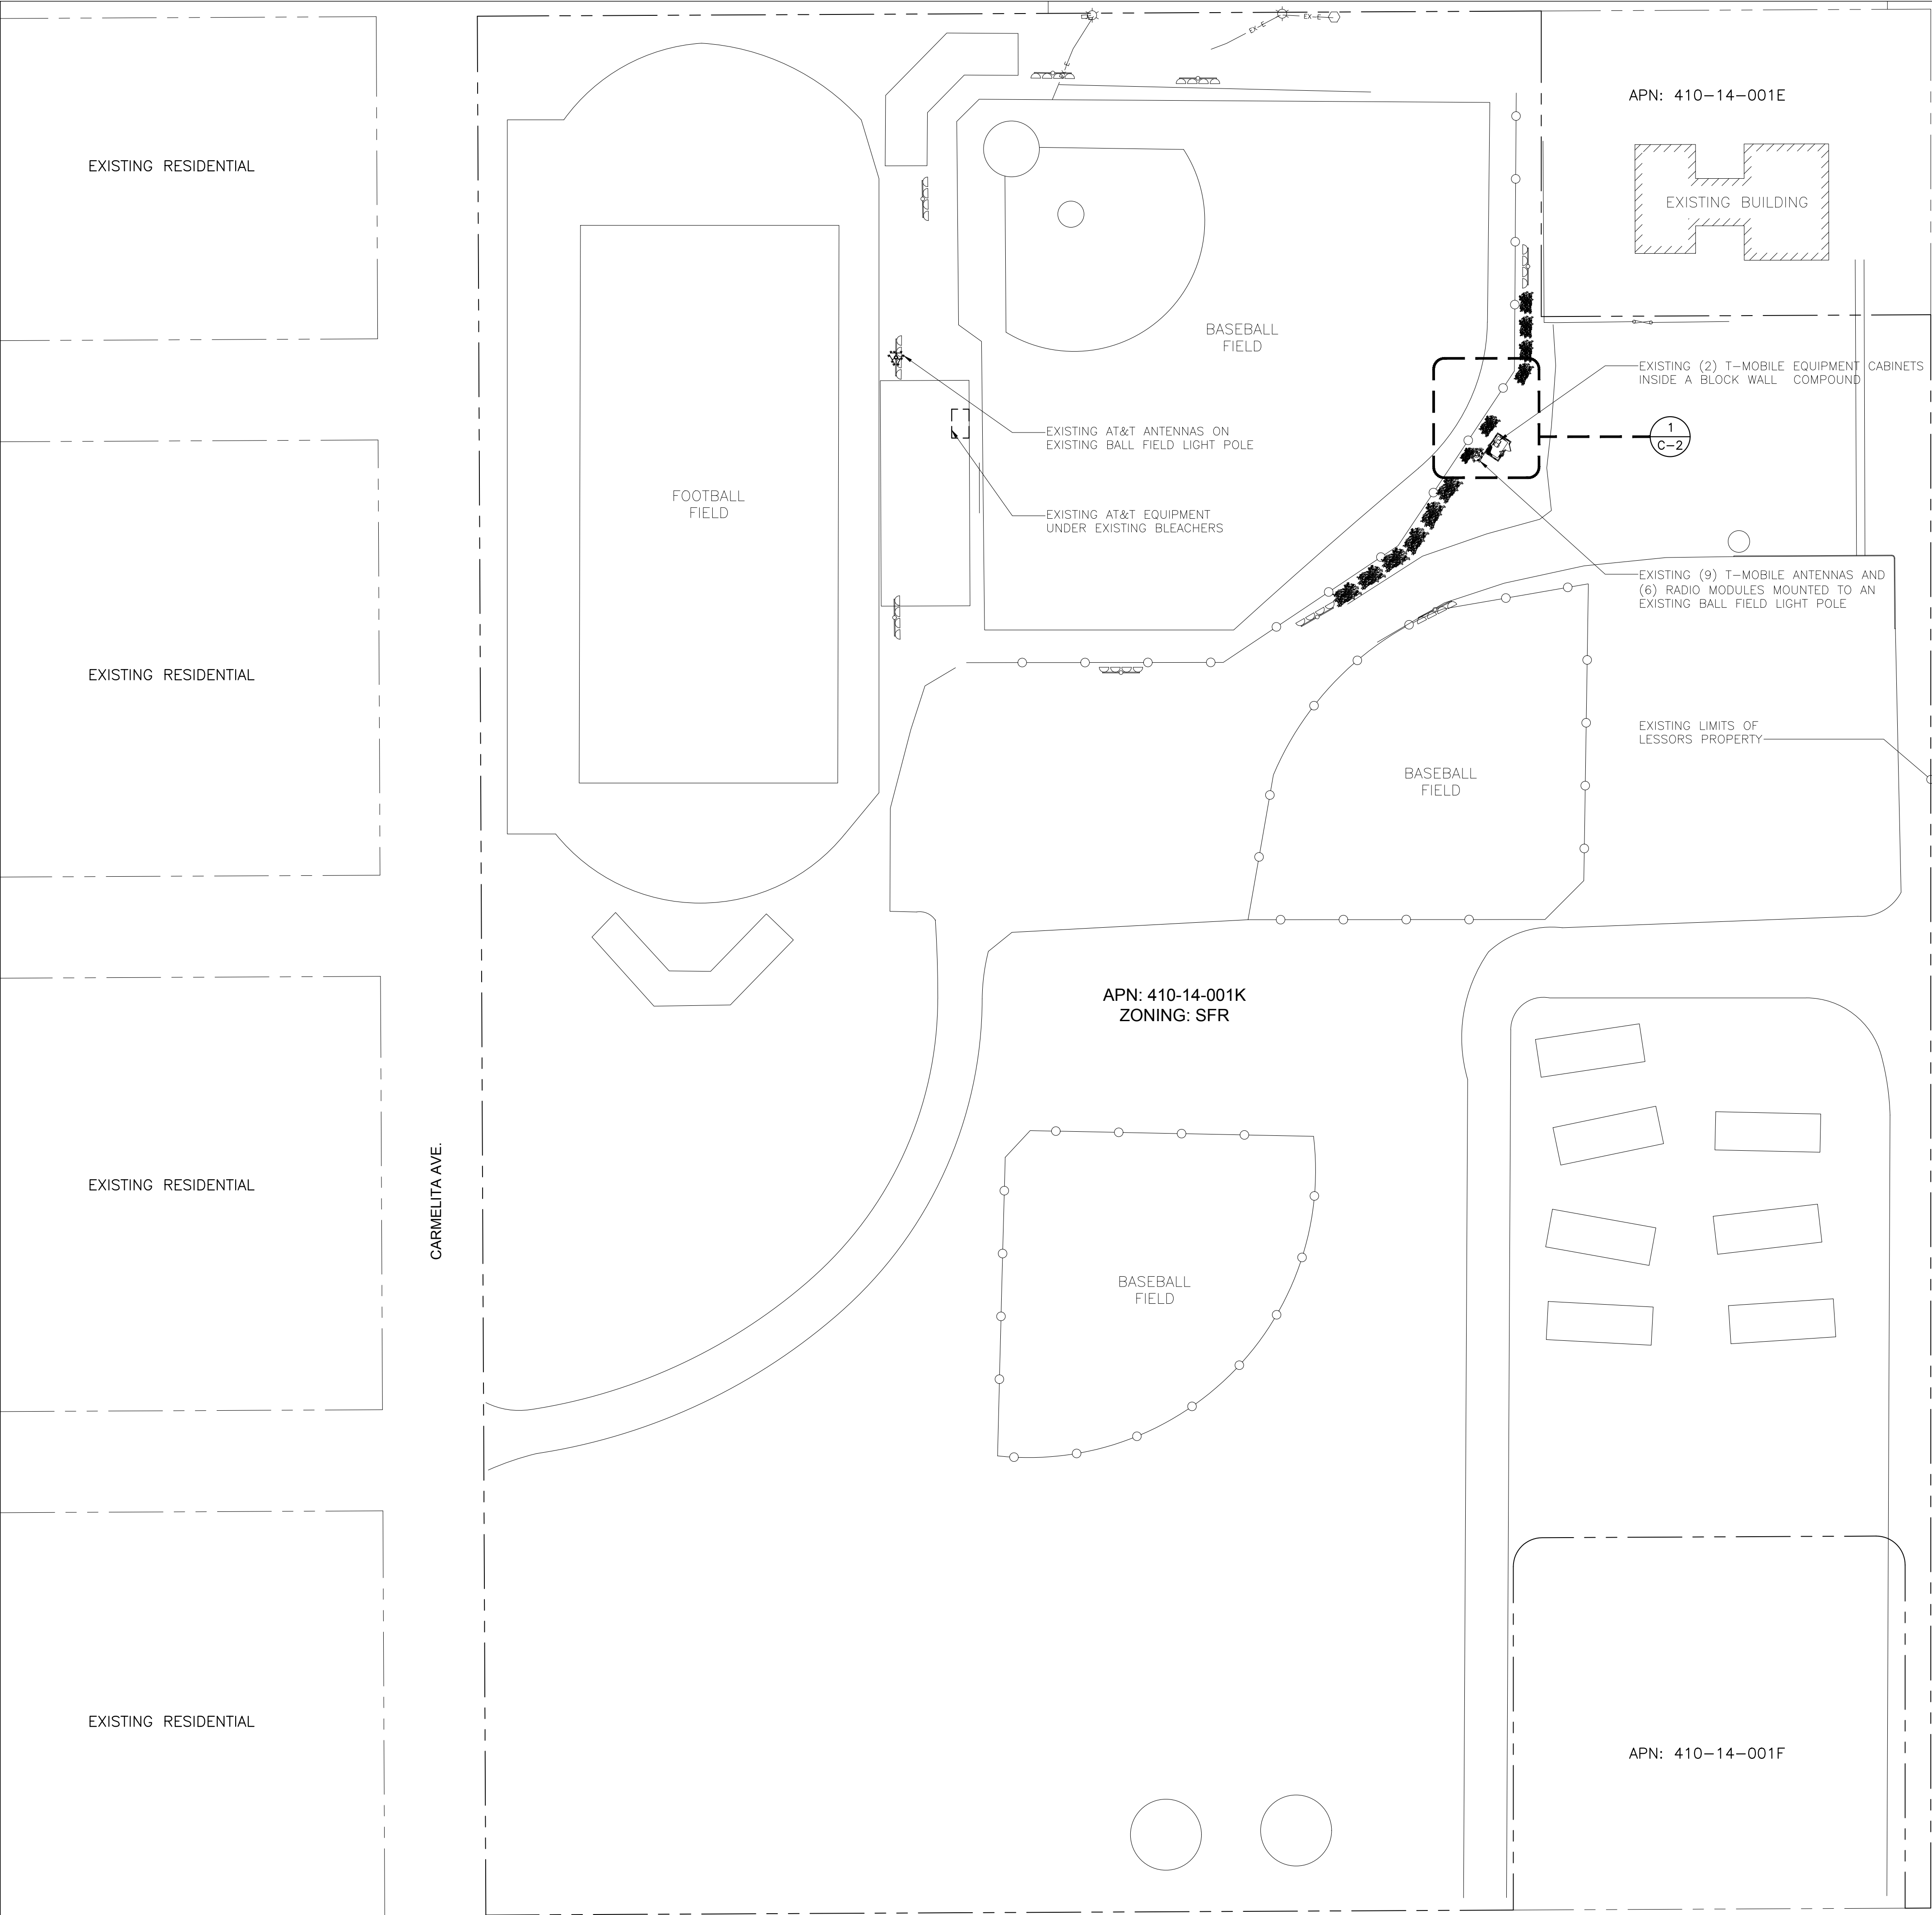 EX-E
EX-E
E
APN: 410-14-001E
EXISTING RESIDENTIAL
EXISTING BUILDING
BASEBALL
FIELD
EXISTING (2) T-MOBILE EQUIPMENT CABINETS
INSIDE A BLOCK WALL COMPOUND
EXISTING AT&T ANTENNAS ON
EXISTING BALL FIELD LIGHT POLE
1
C-2
FOOTBALL
FIELD
EXISTING AT&T EQUIPMENT
UNDER EXISTING BLEACHERS
EXISTING (9) T-MOBILE ANTENNAS AND
(6) RADIO MODULES MOUNTED TO AN
EXISTING BALL FIELD LIGHT POLE
EXISTING RESIDENTIAL
EXISTING LIMITS OF
LESSORS PROPERTY
BASEBALL
FIELD
APN: 410-14-001K
ZONING: SFR
EXISTING RESIDENTIAL
CARMELITA AVE.
BASEBALL
FIELD
EXISTING RESIDENTIAL
APN: 410-14-001F